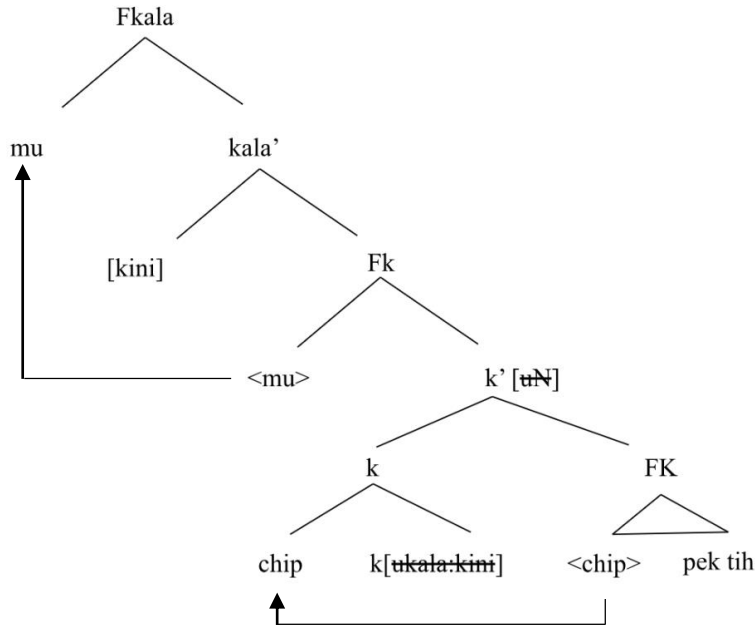 Fkala
mu kala’
[kini] Fk
<mu> k’ [uN]
k FK
chip k[ukala:kini] <chip> pek tih